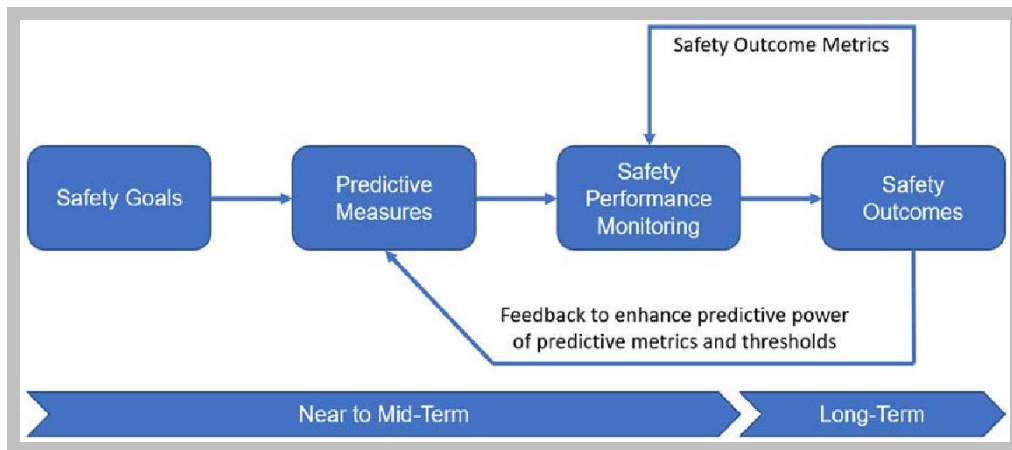 Safety Outcome Metrics
Safety Goals
Predictive
Measures
Safety
Performance
Monitoring
Safety
Outcomes
Feedback to enhance predictive power
of predictive metrics and thresholds
Near to Mid-Term
Long-Term